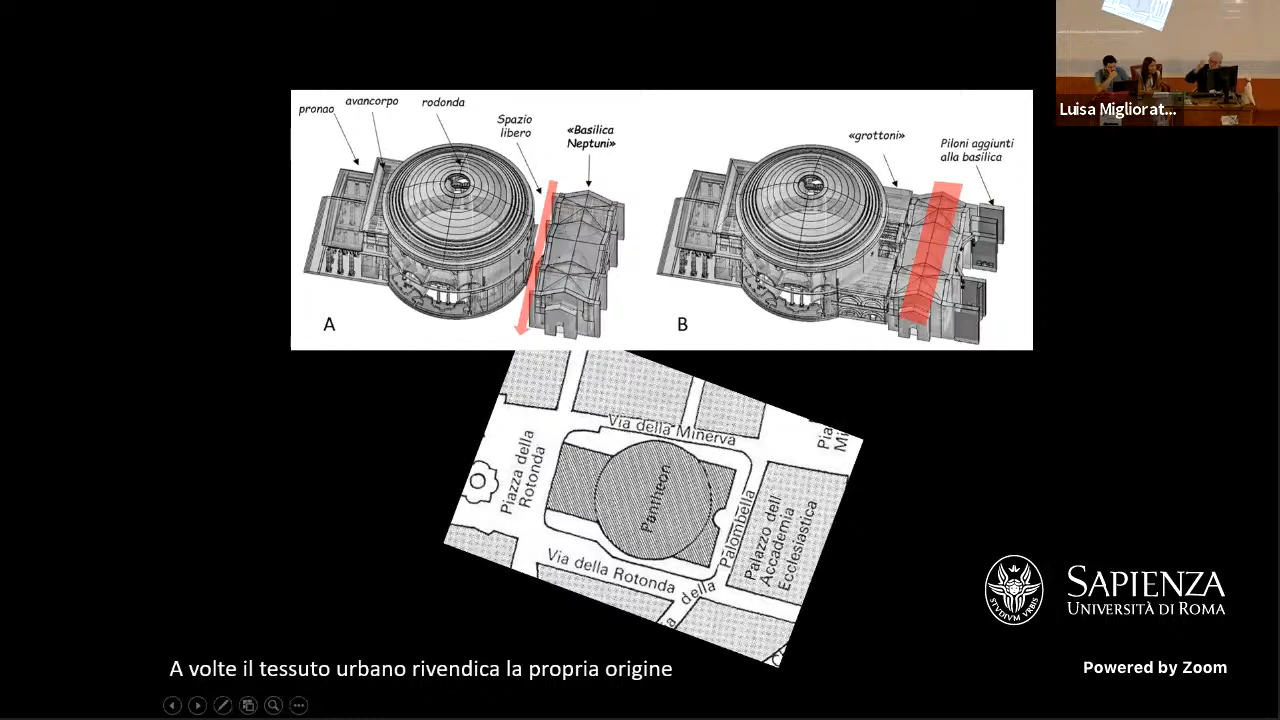 pronao
avancorpo
rodonda
Spazio
libero
«Basilica
Neptuni»
A
«grottoni»
Piloni aggiunti
alla basilica
B
Luisa Migliorat...
Via della Minerva
Piazza della
Rotonda
Pantheon
Palombella
della
Palazzo dell'
Accademia
Ecclesiastica
Via della Rotonda
SAPIENZA
UNIVERSITÀ DI ROMA
STVDIVM VRBIS
A volte il tessuto urbano rivendica la propria origine
Powered by Zoom